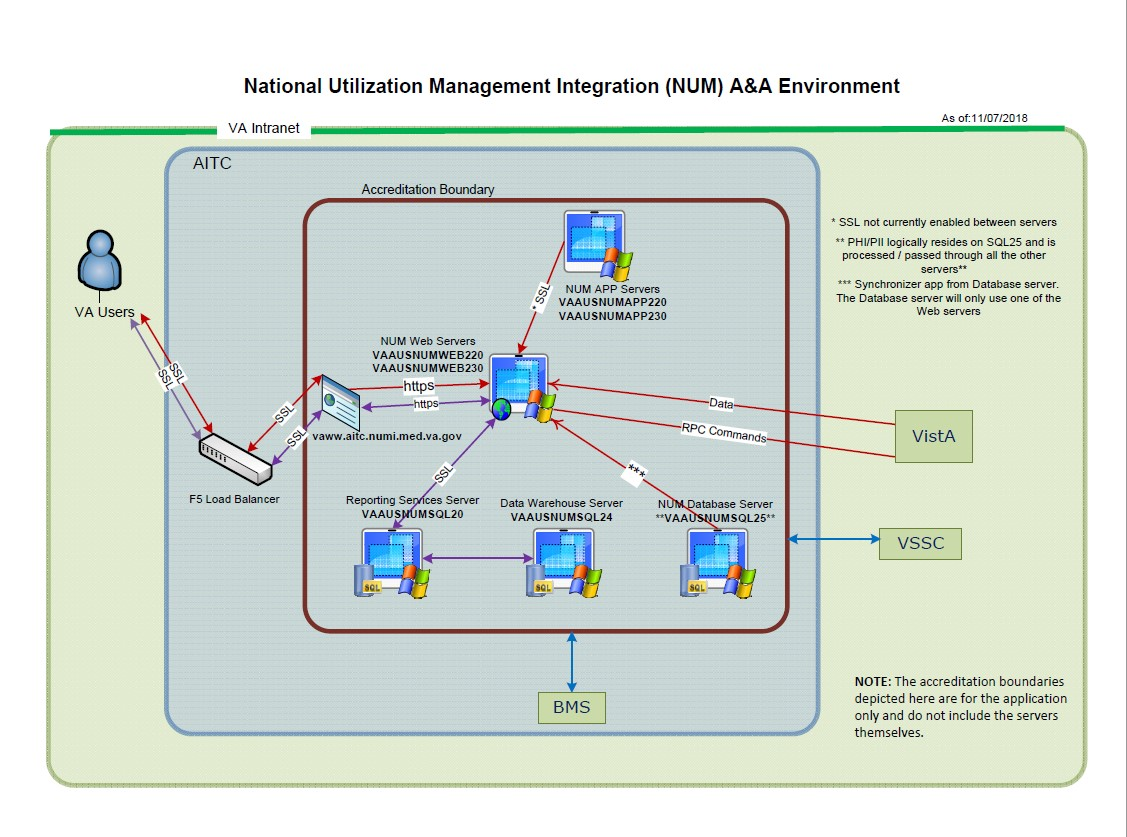 National Utilization Management Integration (NUM) A&A Environment
As of:11/07/2018
VA Intranet
AITC
Accreditation Boundary
* SSL not currently enabled between servers
** PHI/PII logically resides on SQL25 and is
processed / passed through all the other
servers**
*** Synchronizer app from Database server.
The Database server will only use one of the
Web servers
NUM APP Servers
VAAUSNUMAPP220
VAAUSNUMAPP230
* SSL
VA Users
NUM Web Servers
VAAUSNUMWEB220
VAAUSNUMWEB230
SSL
SSL
https
https
SSL
SSL
vaww.aitc.numi.med.va.gov
Data
RPC Commands
VistA
F5 Load Balancer
SSL
***
Reporting Services Server
VAAUSNUMSQL20
Data Warehouse Server
VAAUSNUMSQL24
NUM Database Server
**VAAUSNUMSQL25**
SQL
SQL
SQL
VSSC
BMS
NOTE: The accreditation boundaries
depicted here are for the application
only and do not include the servers
themselves.